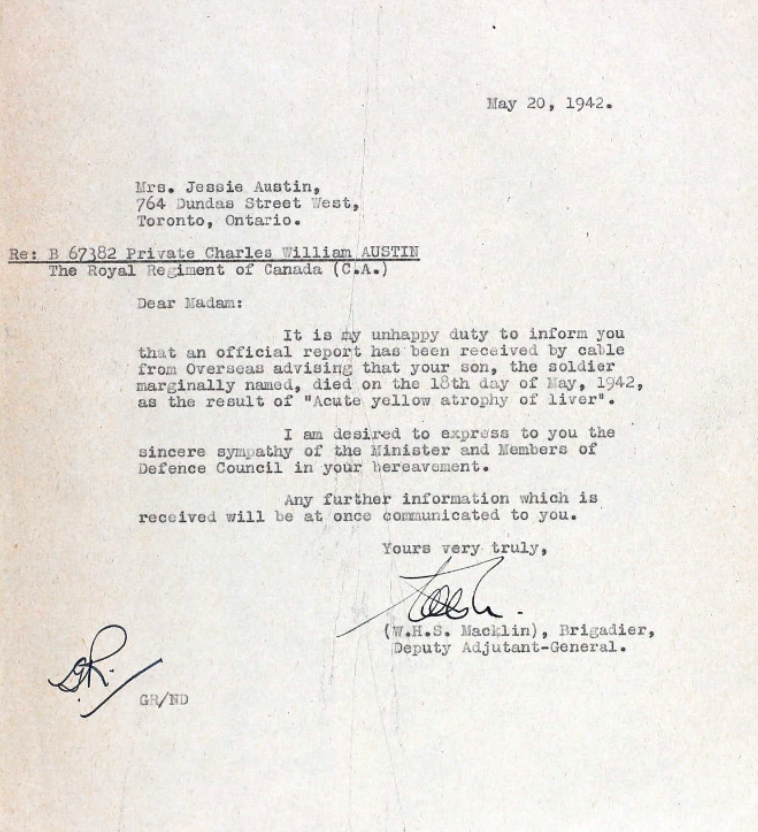 May 20, 1942.
Mrs. Jessie Austin,
764 Dundas Street West,
Toronto, Ontario.
Re: B 67382 Private Charles William AUSTIN
The Royal Regiment of Canada (C.A.)
Dear Madam:
It is my unhappy duty to inform you
that an official report has been received by cable
from Overseas advising that your son, the soldier
marginally named, died on the 18th day of May, 1942,
as the result of "Acute yellow atrophy of liver".
I am desired to express to you the
sincere sympathy of the Minister and Members of
Defence Council in your bereavement.
Any further information which is
received will be at once communicated to you.
Yours very truly,
(W.H.S. Macklin), Brigadier,
Deputy Adjutant-General.
GR.
GR/ND